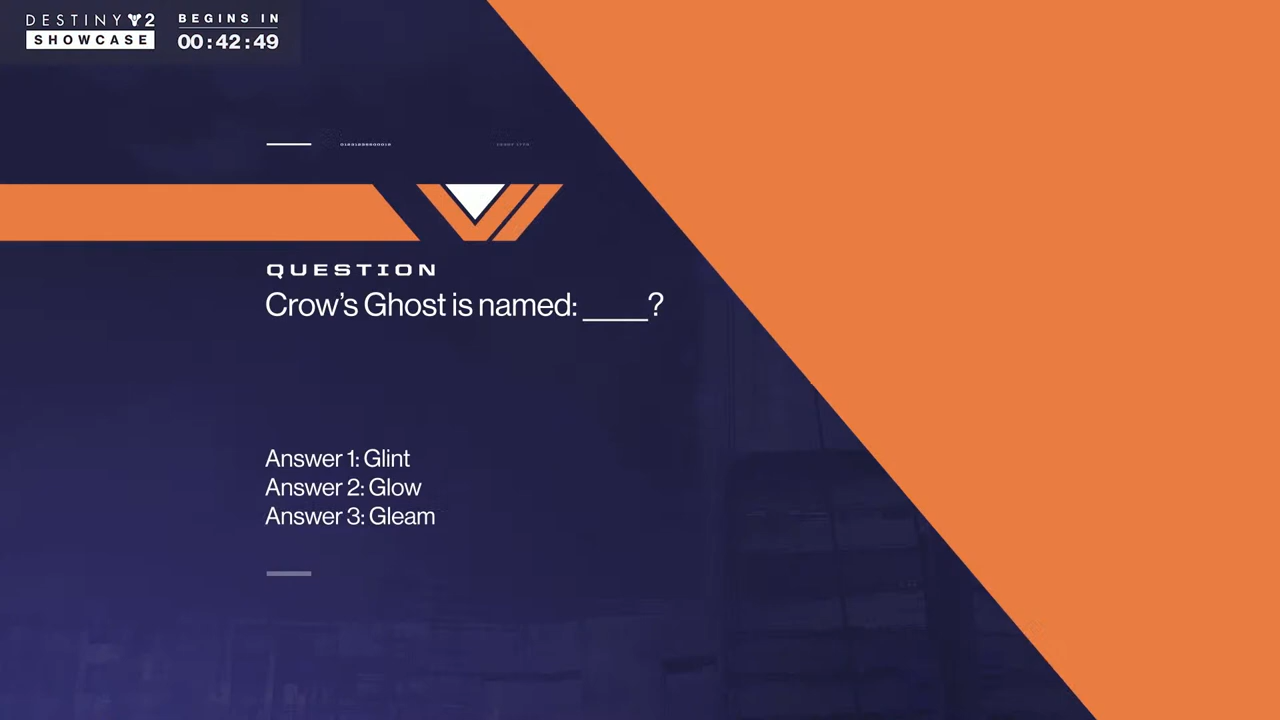 DESTINY 2
SHOWCASE
BEGINS IN
00:42:49
QUESTION
Crow's Ghost is named: _____?
Answer 1: Glint
Answer 2: Glow
Answer 3: Gleam